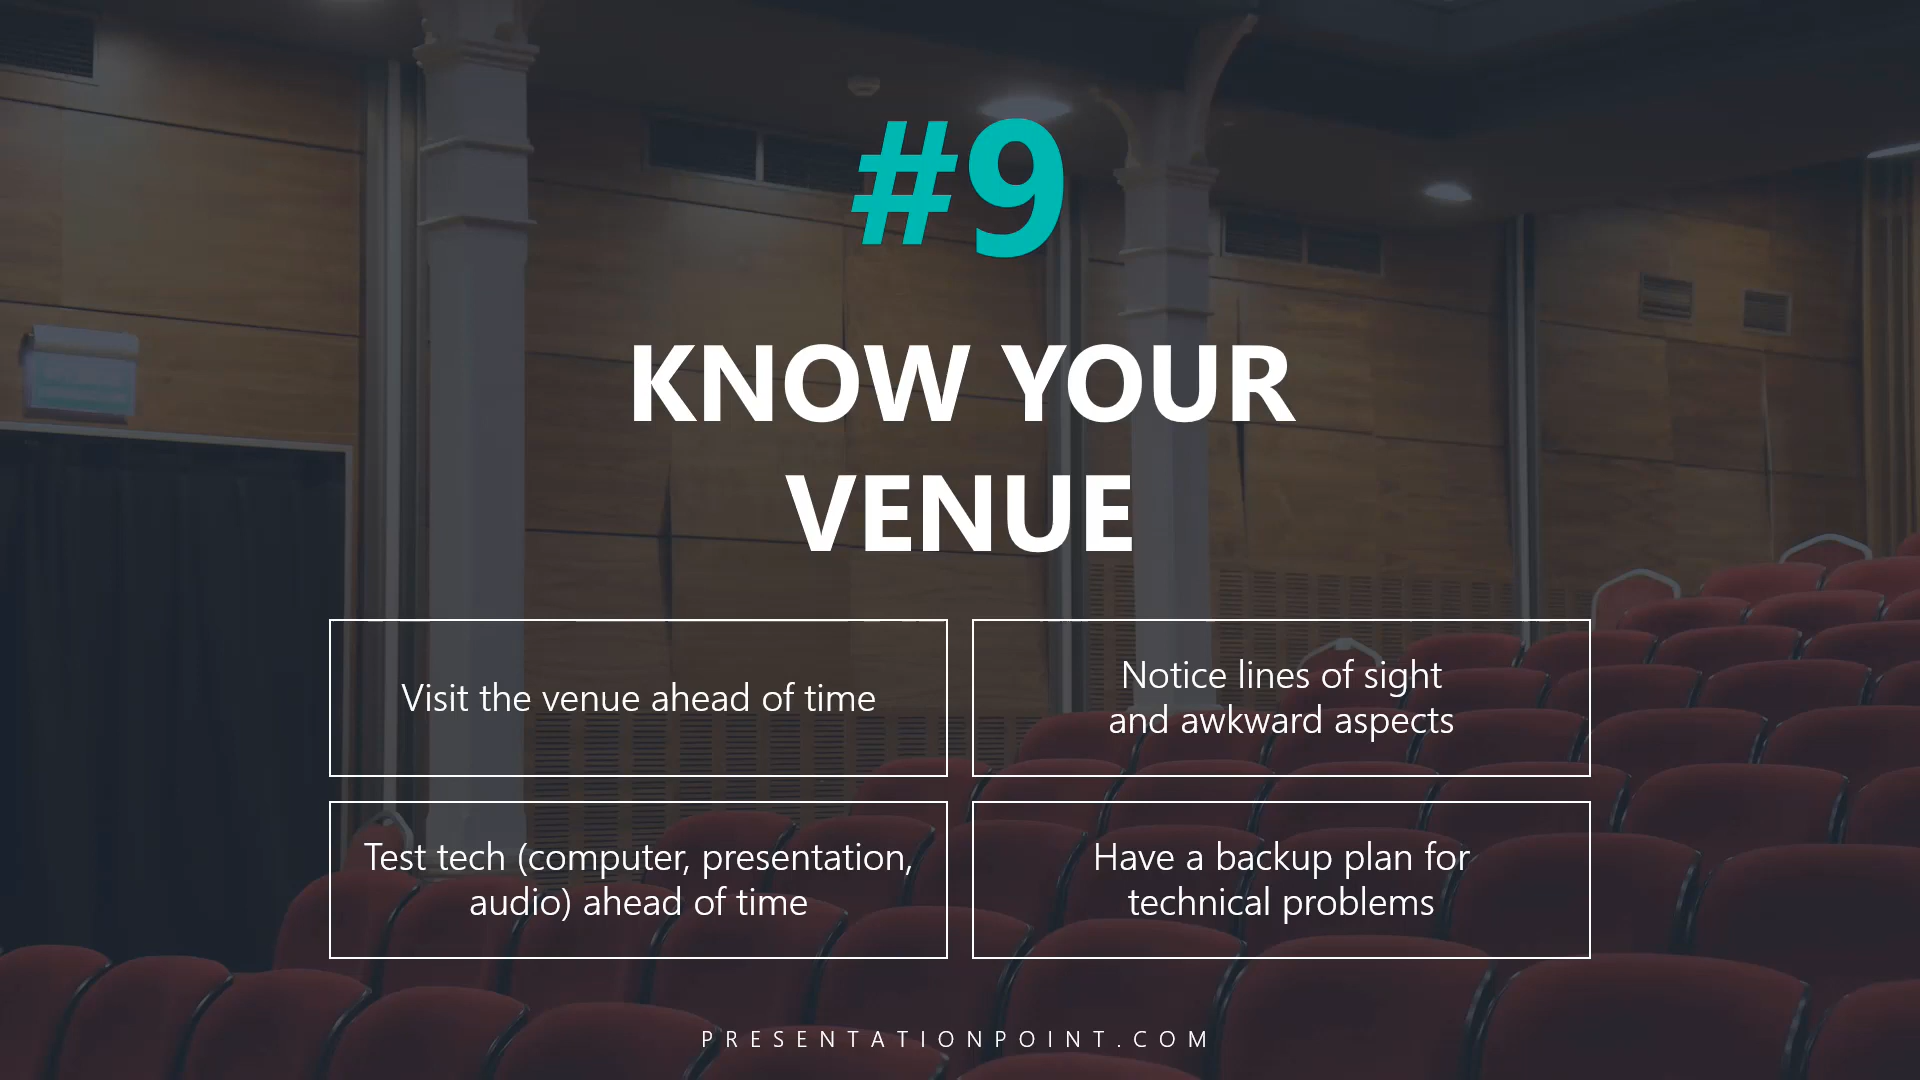 #9
KNOW YOUR
VENUE
Visit the venue ahead of time
Notice lines of sight
and awkward aspects
Test tech (computer, presentation,
audio) ahead of time
Have a backup plan for
technical problems
PRESENTATIONPOINT.COM